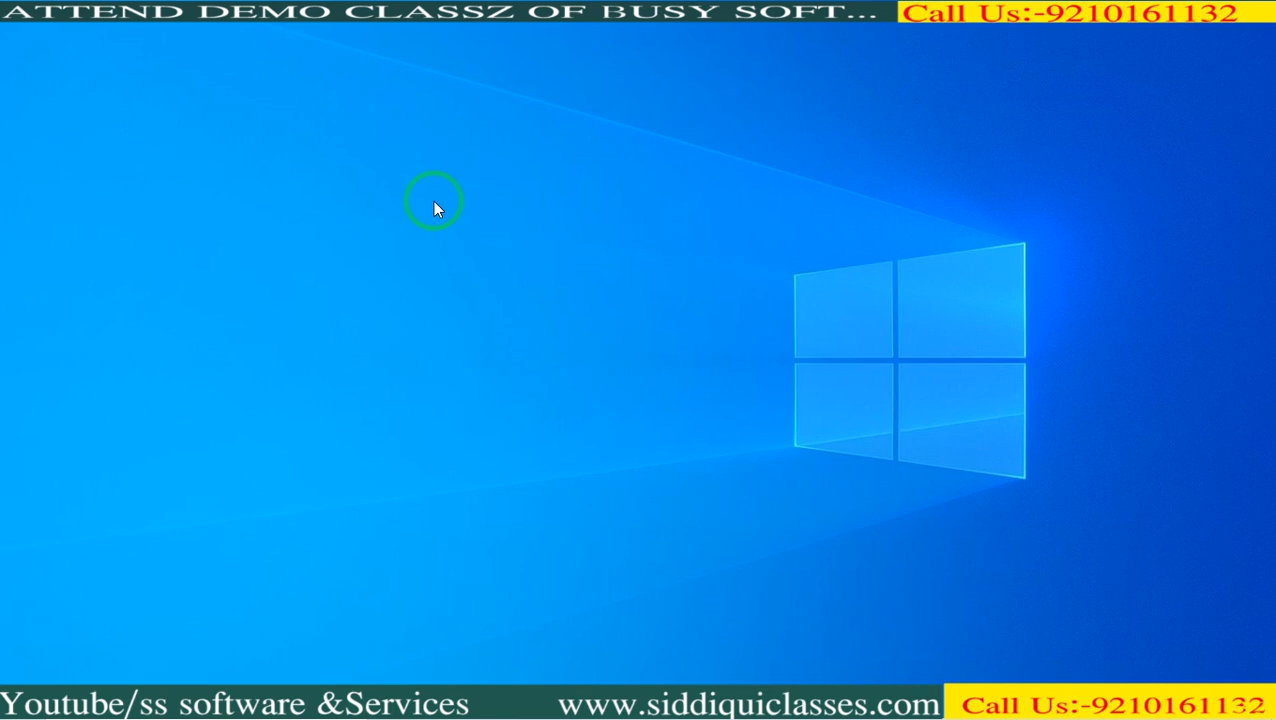 ATTEND DEMO CLASSZ OF BUSY SOFT... Call Us:-9210161132
Youtube/ss software &Services www.siddiquiclasses.com Call Us:-9210161132